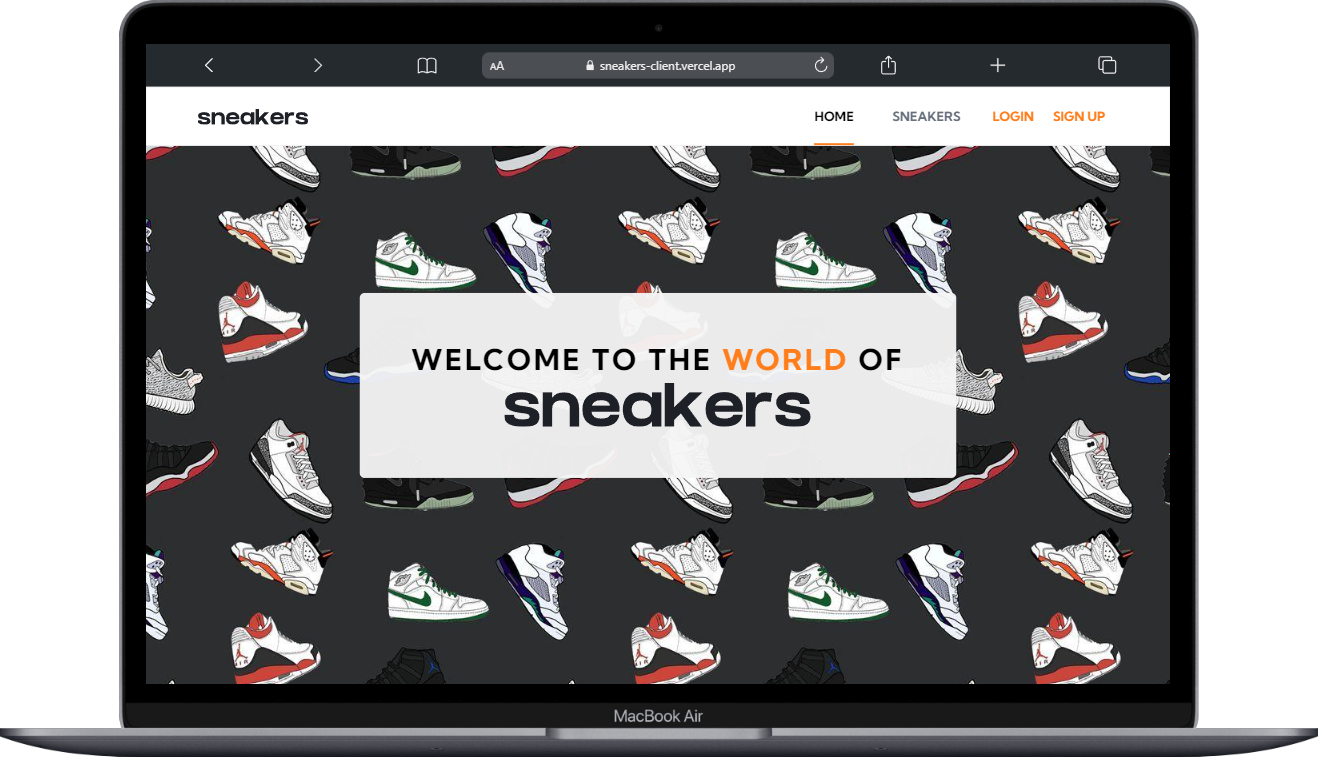 AA
sneakers-client.vercel.app
sneakers
HOME
SNEAKERS
LOGIN
SIGN UP
WELCOME TO THE WORLD OF
sneakers
MacBook Air